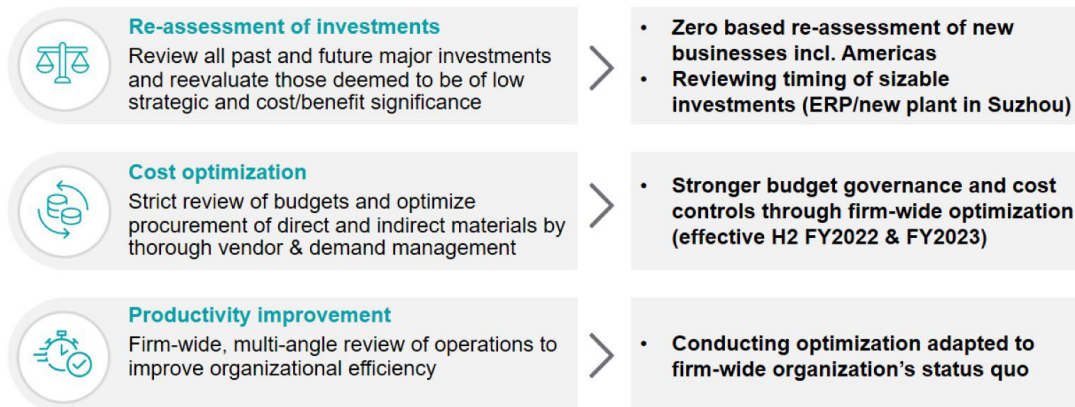 Re-assessment of investments
Review all past and future major investments
and reevaluate those deemed to be of low
strategic and cost/benefit significance
• Zero based re-assessment of new
businesses incl. Americas
• Reviewing timing of sizable
investments (ERP/new plant in Suzhou)
Cost optimization
Strict review of budgets and optimize
procurement of direct and indirect materials by
thorough vendor & demand management
• Stronger budget governance and cost
controls through firm-wide optimization
(effective H2 FY2022 & FY2023)
Productivity improvement
Firm-wide, multi-angle review of operations to
improve organizational efficiency
• Conducting optimization adapted to
firm-wide organization’s status quo